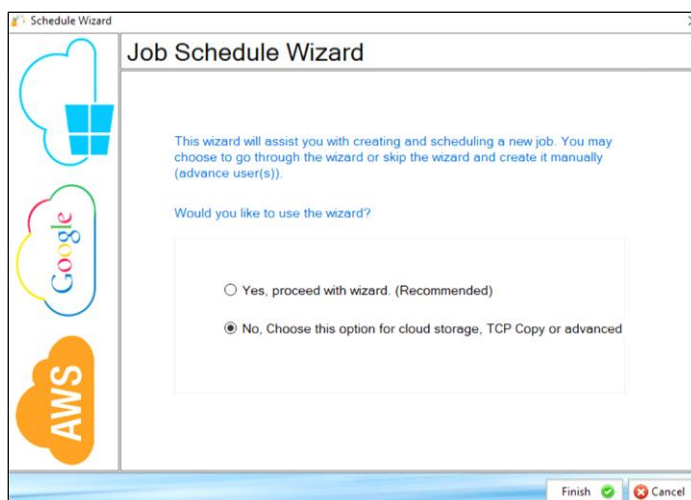 Schedule Wizard
Job Schedule Wizard
This wizard will assist you with creating and scheduling a new job. You may
choose to go through the wizard or skip the wizard and create it manually
(advance user(s)).
Would you like to use the wizard?
Yes, proceed with wizard. (Recommended)
No, Choose this option for cloud storage, TCP Copy or advanced
Google
AWS
Finish
Cancel